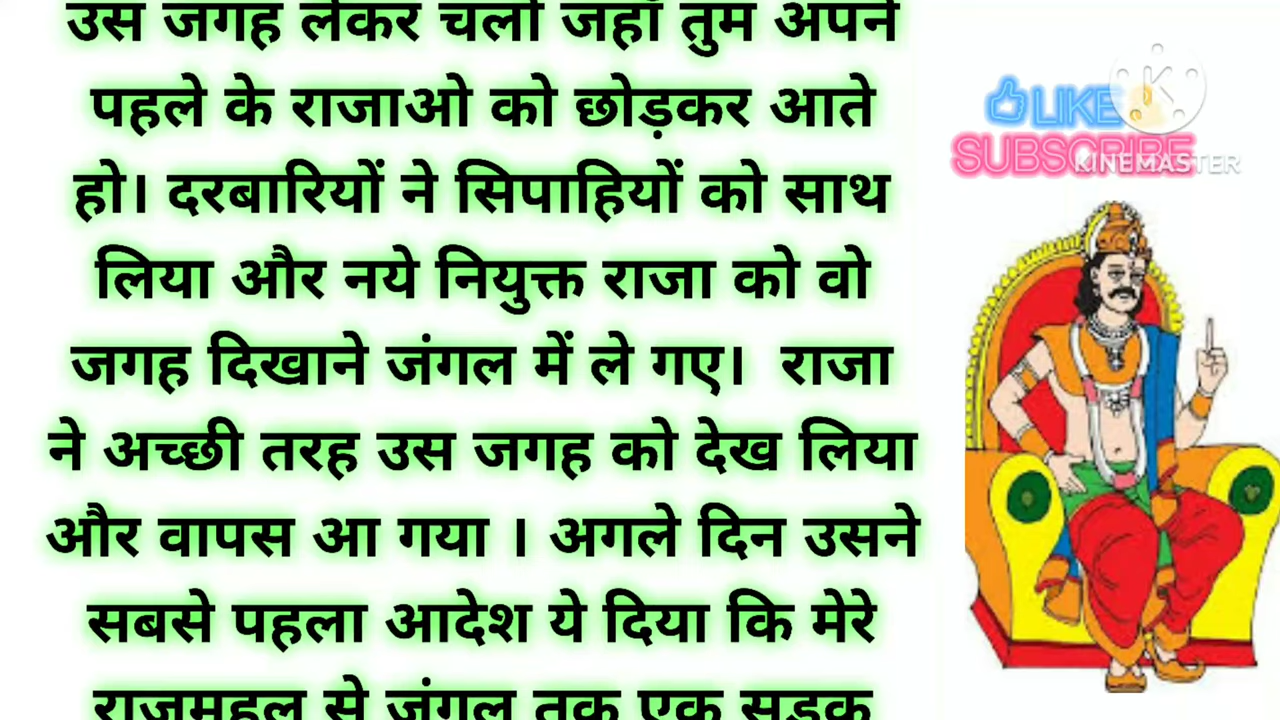 उस जगह लेकर चलो जहाँ तुम अपने
पहले के राजाओ को छोड़कर आते
हो। दरबारियों ने सिपाहियों को साथ
लिया और नये नियुक्त राजा को वो
जगह दिखाने जंगल में ले गए।  राजा
ने अच्छी तरह उस जगह को देख लिया
और वापस आ गया । अगले दिन उसने
सबसे पहला आदेश ये दिया कि मेरे
राजमहल से जंगल तक एक सड़क
LIKE
SUBSCRIBE
K
KINEMASTER